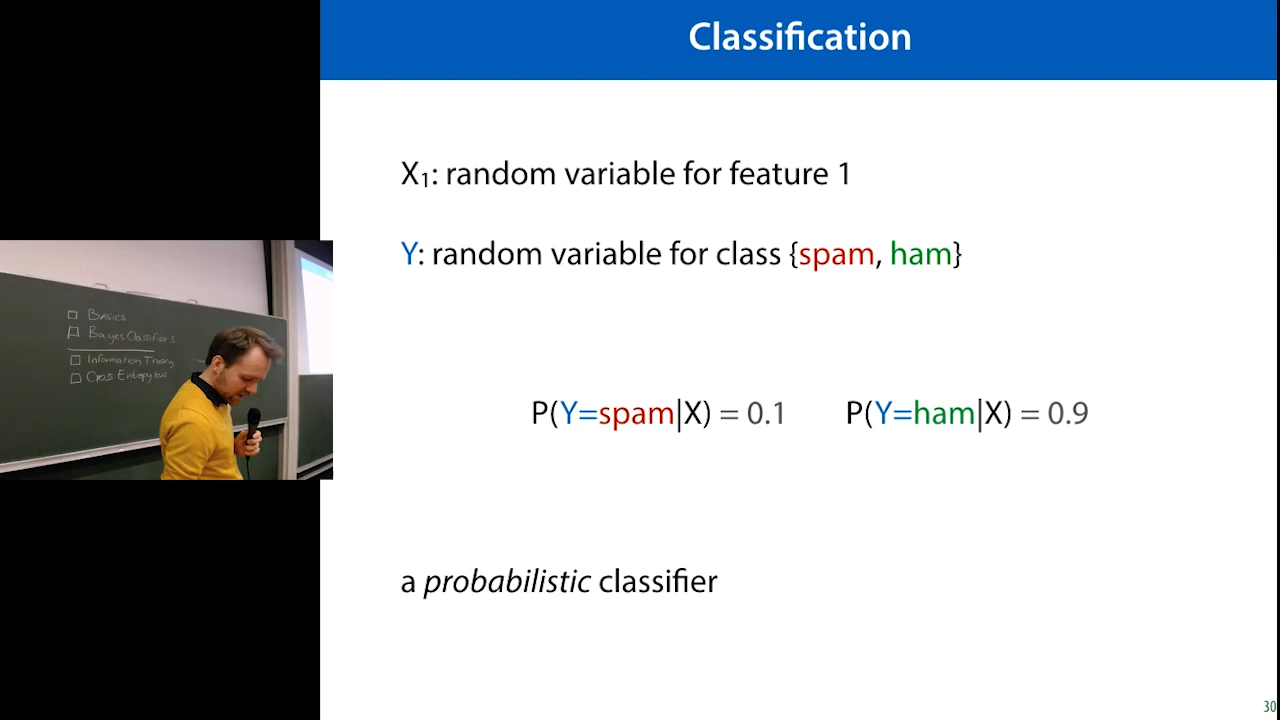 Classification
X₁: random variable for feature 1
Y: random variable for class {spam, ham}
P(Y=spam|X) = 0.1 P(Y=ham|X) = 0.9
a probabilistic classifier
30
Basics
Bayes Classifiers
Information Theory
Cross Entropy loss